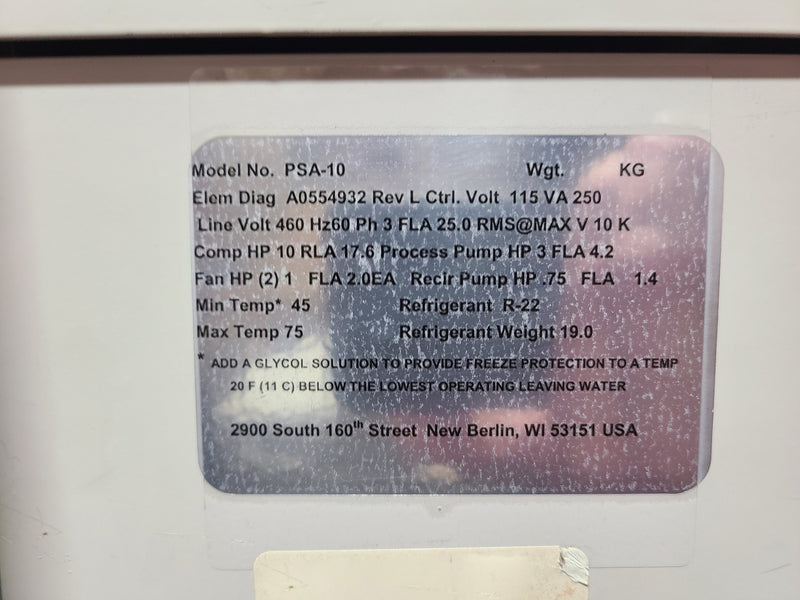 Model No. PSA-10 Wgt. KG
Elem Diag A0554932 Rev L Ctrl. Volt 115 VA 250
Line Volt 460 Hz60 Ph 3 FLA 25.0 RMS@MAX V 10 K
Comp HP 10 RLA 17.6 Process Pump HP 3 FLA 4.2
Fan HP (2) 1 FLA 2.0EA Recir Pump HP .75 FLA 1.4
Min Temp* 45 Refrigerant R-22
Max Temp 75 Refrigerant Weight 19.0
* ADD A GLYCOL SOLUTION TO PROVIDE FREEZE PROTECTION TO A TEMP
20 F (11 C) BELOW THE LOWEST OPERATING LEAVING WATER
2900 South 160th Street New Berlin, WI 53151 USA